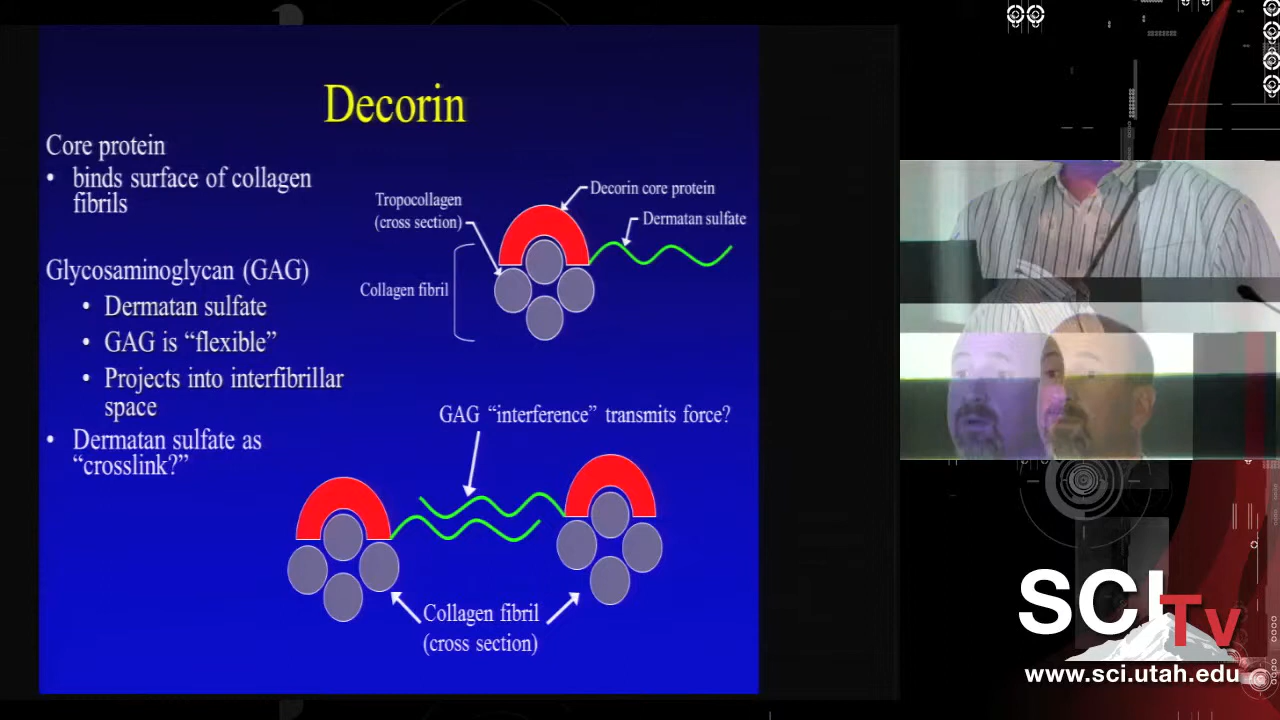 Decorin
Core protein
• binds surface of collagen
fibrils
Glycosaminoglycan (GAG)
• Dermatan sulfate
• GAG is “flexible”
• Projects into interfibrillar
space
• Dermatan sulfate as
“crosslink?”
Tropocollagen
(cross section)
Collagen fibril
Decorin core protein
Dermatan sulfate
GAG “interference” transmits force?
Collagen fibril
(cross section)
SCI
Tv
www.sci.utah.edu